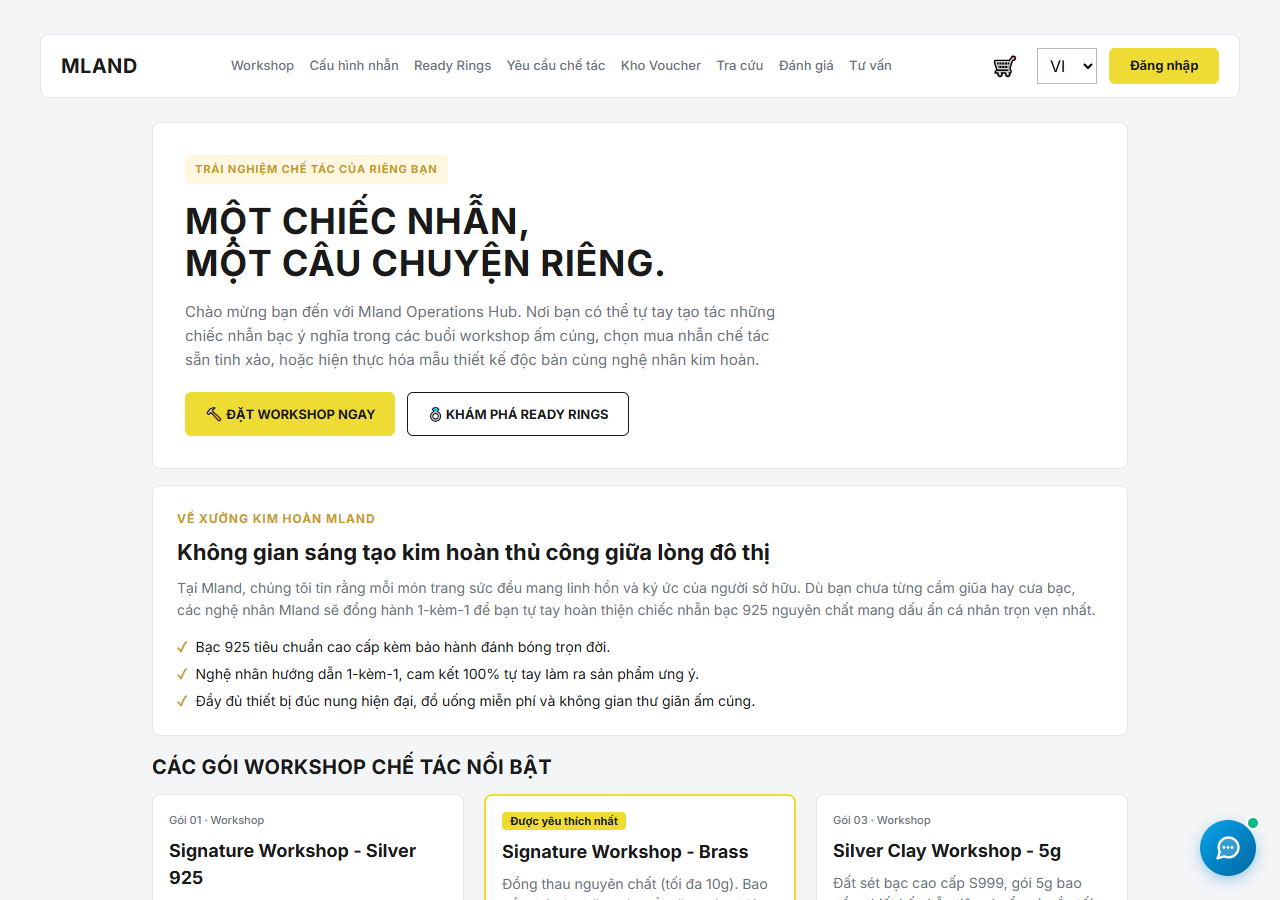 MLAND
Workshop Cấu hình nhẫn Ready Rings Yêu cầu chế tác Kho Voucher Tra cứu Đánh giá Tư vấn
VI
Đăng nhập
TRẢI NGHIỆM CHẾ TÁC CỦA RIÊNG BẠN
MỘT CHIẾC NHẪN,
MỘT CÂU CHUYỆN RIÊNG.
Chào mừng bạn đến với Mland Operations Hub. Nơi bạn có thể tự tay tạo tác những
chiếc nhẫn bạc ý nghĩa trong các buổi workshop ấm cúng, chọn mua nhẫn chế tác
sẵn tinh xảo, hoặc hiện thực hóa mẫu thiết kế độc bản cùng nghệ nhân kim hoàn.
ĐẶT WORKSHOP NGAY
KHÁM PHÁ READY RINGS
VỀ XƯỞNG KIM HOÀN MLAND
Không gian sáng tạo kim hoàn thủ công giữa lòng đô thị
Tại Mland, chúng tôi tin rằng mỗi món trang sức đều mang linh hồn và ký ức của người sở hữu. Dù bạn chưa từng cầm giũa hay cưa bạc,
các nghệ nhân Mland sẽ đồng hành 1-kèm-1 để bạn tự tay hoàn thiện chiếc nhẫn bạc 925 nguyên chất mang dấu ấn cá nhân trọn vẹn nhất.
✓ Bạc 925 tiêu chuẩn cao cấp kèm bảo hành đánh bóng trọn đời.
✓ Nghệ nhân hướng dẫn 1-kèm-1, cam kết 100% tự tay làm ra sản phẩm ưng ý.
✓ Đầy đủ thiết bị đúc nung hiện đại, đồ uống miễn phí và không gian thư giãn ấm cúng.
CÁC GÓI WORKSHOP CHẾ TÁC NỔI BẬT
Gói 01 · Workshop
Signature Workshop - Silver
925
Được yêu thích nhất
Signature Workshop - Brass
Đồng thau nguyên chất (tối đa 10g). Bao
Gói 03 · Workshop
Silver Clay Workshop - 5g
Đất sét bạc cao cấp S999, gói 5g bao